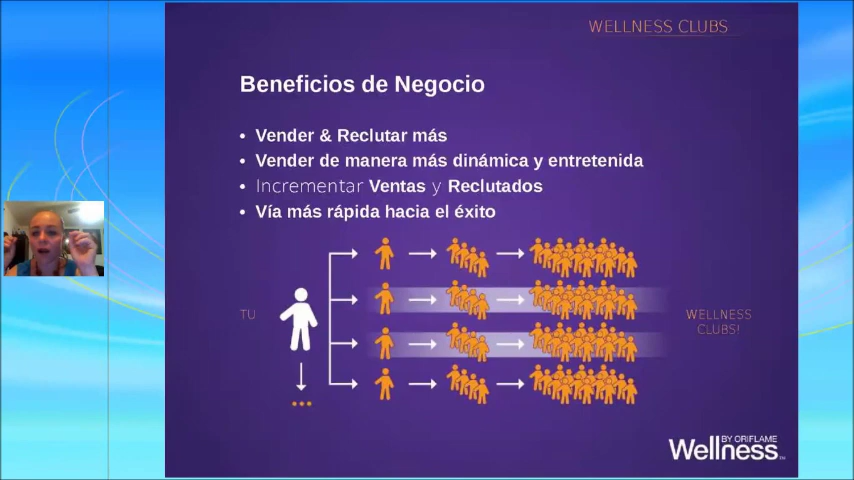 WELLNESS CLUBS
Beneficios de Negocio
• Vender & Reclutar más
• Vender de manera más dinámica y entretenida
• Incrementar Ventas y Reclutados
• Vía más rápida hacia el éxito
TU
WELLNESS
CLUBS!
BY ORIFLAME
Wellness